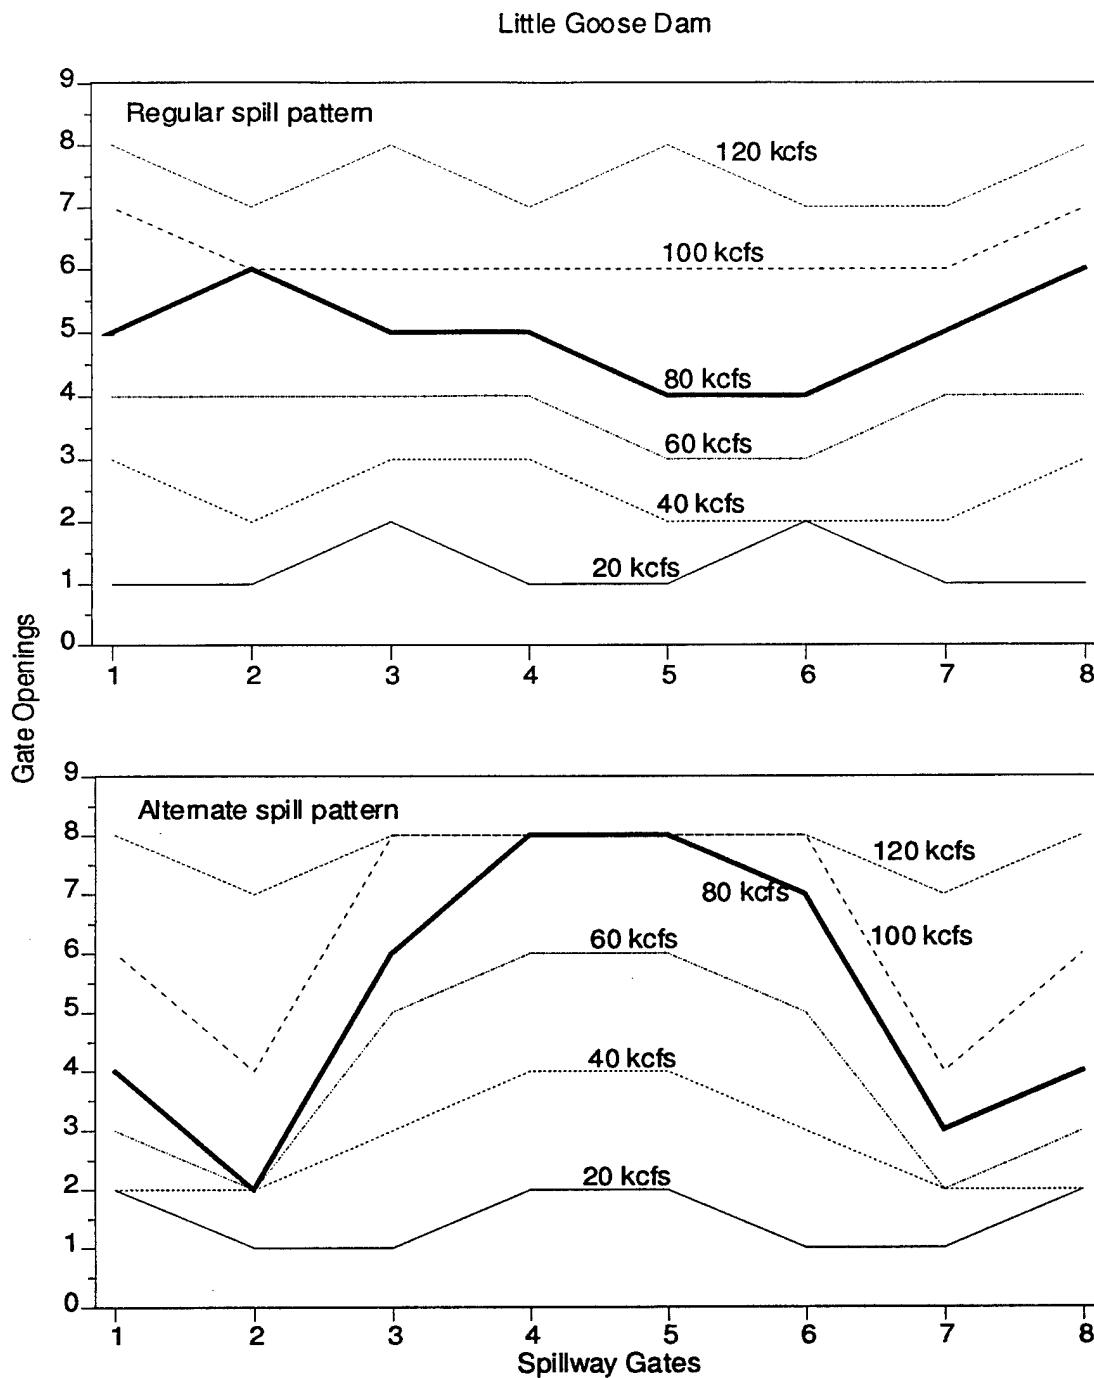 Little Goose Dam
Regular spill pattern
9
8
7
6
5
4
3
2
1
0
120 kcfs
100 kcfs
80 kcfs
60 kcfs
40 kcfs
20 kcfs
1 2 3 4 5 6 7 8
Gate Openings
Alternate spill pattern
9
8
7
6
5
4
3
2
1
0
120 kcfs
80 kcfs
100 kcfs
60 kcfs
40 kcfs
20 kcfs
1 2 3 4 5 6 7 8
Spillway Gates